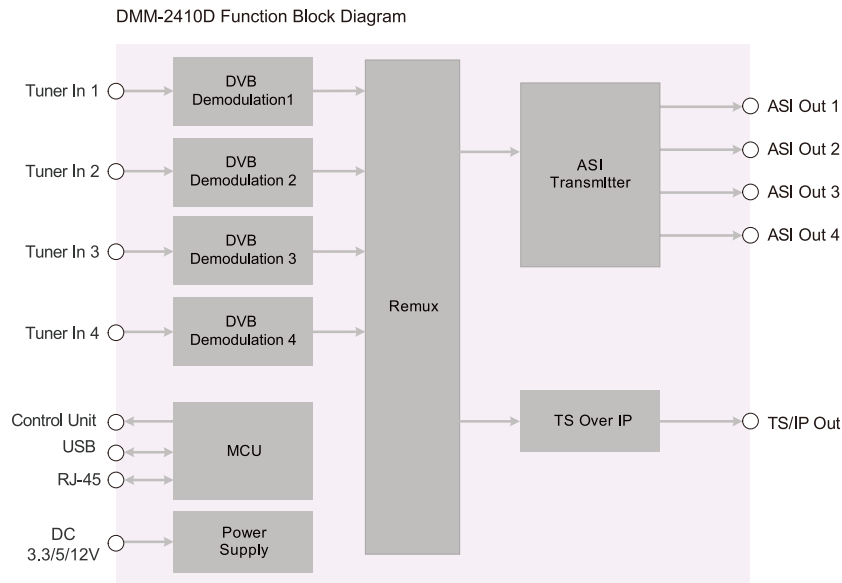 DMM-2410D Function Block Diagram
Tuner In 1
DVB
Demodulation1
Tuner In 2
DVB
Demodulation 2
Tuner In 3
DVB
Demodulation 3
Tuner In 4
DVB
Demodulation 4
Control Unit
USB
RJ-45
MCU
DC
3.3/5/12V
Power
Supply
Remux
ASI
Transmitter
ASI Out 1
ASI Out 2
ASI Out 3
ASI Out 4
TS Over IP
TS/IP Out